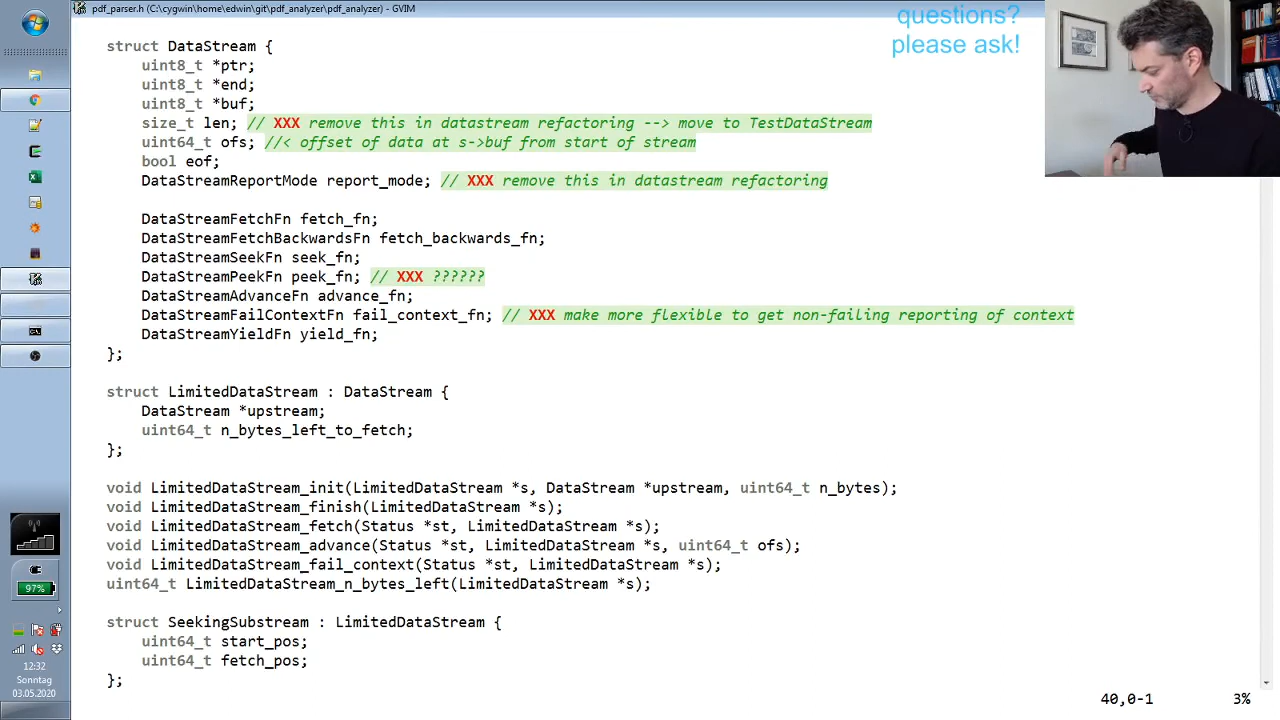 pdf_parser.h (C:\cygwin\home\edwin\git\pdf_analyzer\pdf_analyzer) - GVIM
questions?
please ask!
struct DataStream {
    uint8_t *ptr;
    uint8_t *end;
    uint8_t *buf;
    size_t len; // XXX remove this in datastream refactoring --> move to TestDataStream
    uint64_t ofs; //< offset of data at s->buf from start of stream
    bool eof;
    DataStreamReportMode report_mode; // XXX remove this in datastream refactoring
    DataStreamFetchFn fetch_fn;
    DataStreamFetchBackwardsFn fetch_backwards_fn;
    DataStreamSeekFn seek_fn;
    DataStreamPeekFn peek_fn; // XXX ??????
    DataStreamAdvanceFn advance_fn;
    DataStreamFailContextFn fail_context_fn; // XXX make more flexible to get non-failing reporting of context
    DataStreamYieldFn yield_fn;
};
struct LimitedDataStream : DataStream {
    DataStream *upstream;
    uint64_t n_bytes_left_to_fetch;
};
void LimitedDataStream_init(LimitedDataStream *s, DataStream *upstream, uint64_t n_bytes);
void LimitedDataStream_finish(LimitedDataStream *s);
void LimitedDataStream_fetch(Status *st, LimitedDataStream *s);
void LimitedDataStream_advance(Status *st, LimitedDataStream *s, uint64_t ofs);
void LimitedDataStream_fail_context(Status *st, LimitedDataStream *s);
uint64_t LimitedDataStream_n_bytes_left(LimitedDataStream *s);
struct SeekingSubstream : LimitedDataStream {
    uint64_t start_pos;
    uint64_t fetch_pos;
};
40,0-1 3%
97%
12:32
Sonntag
03.05.2020